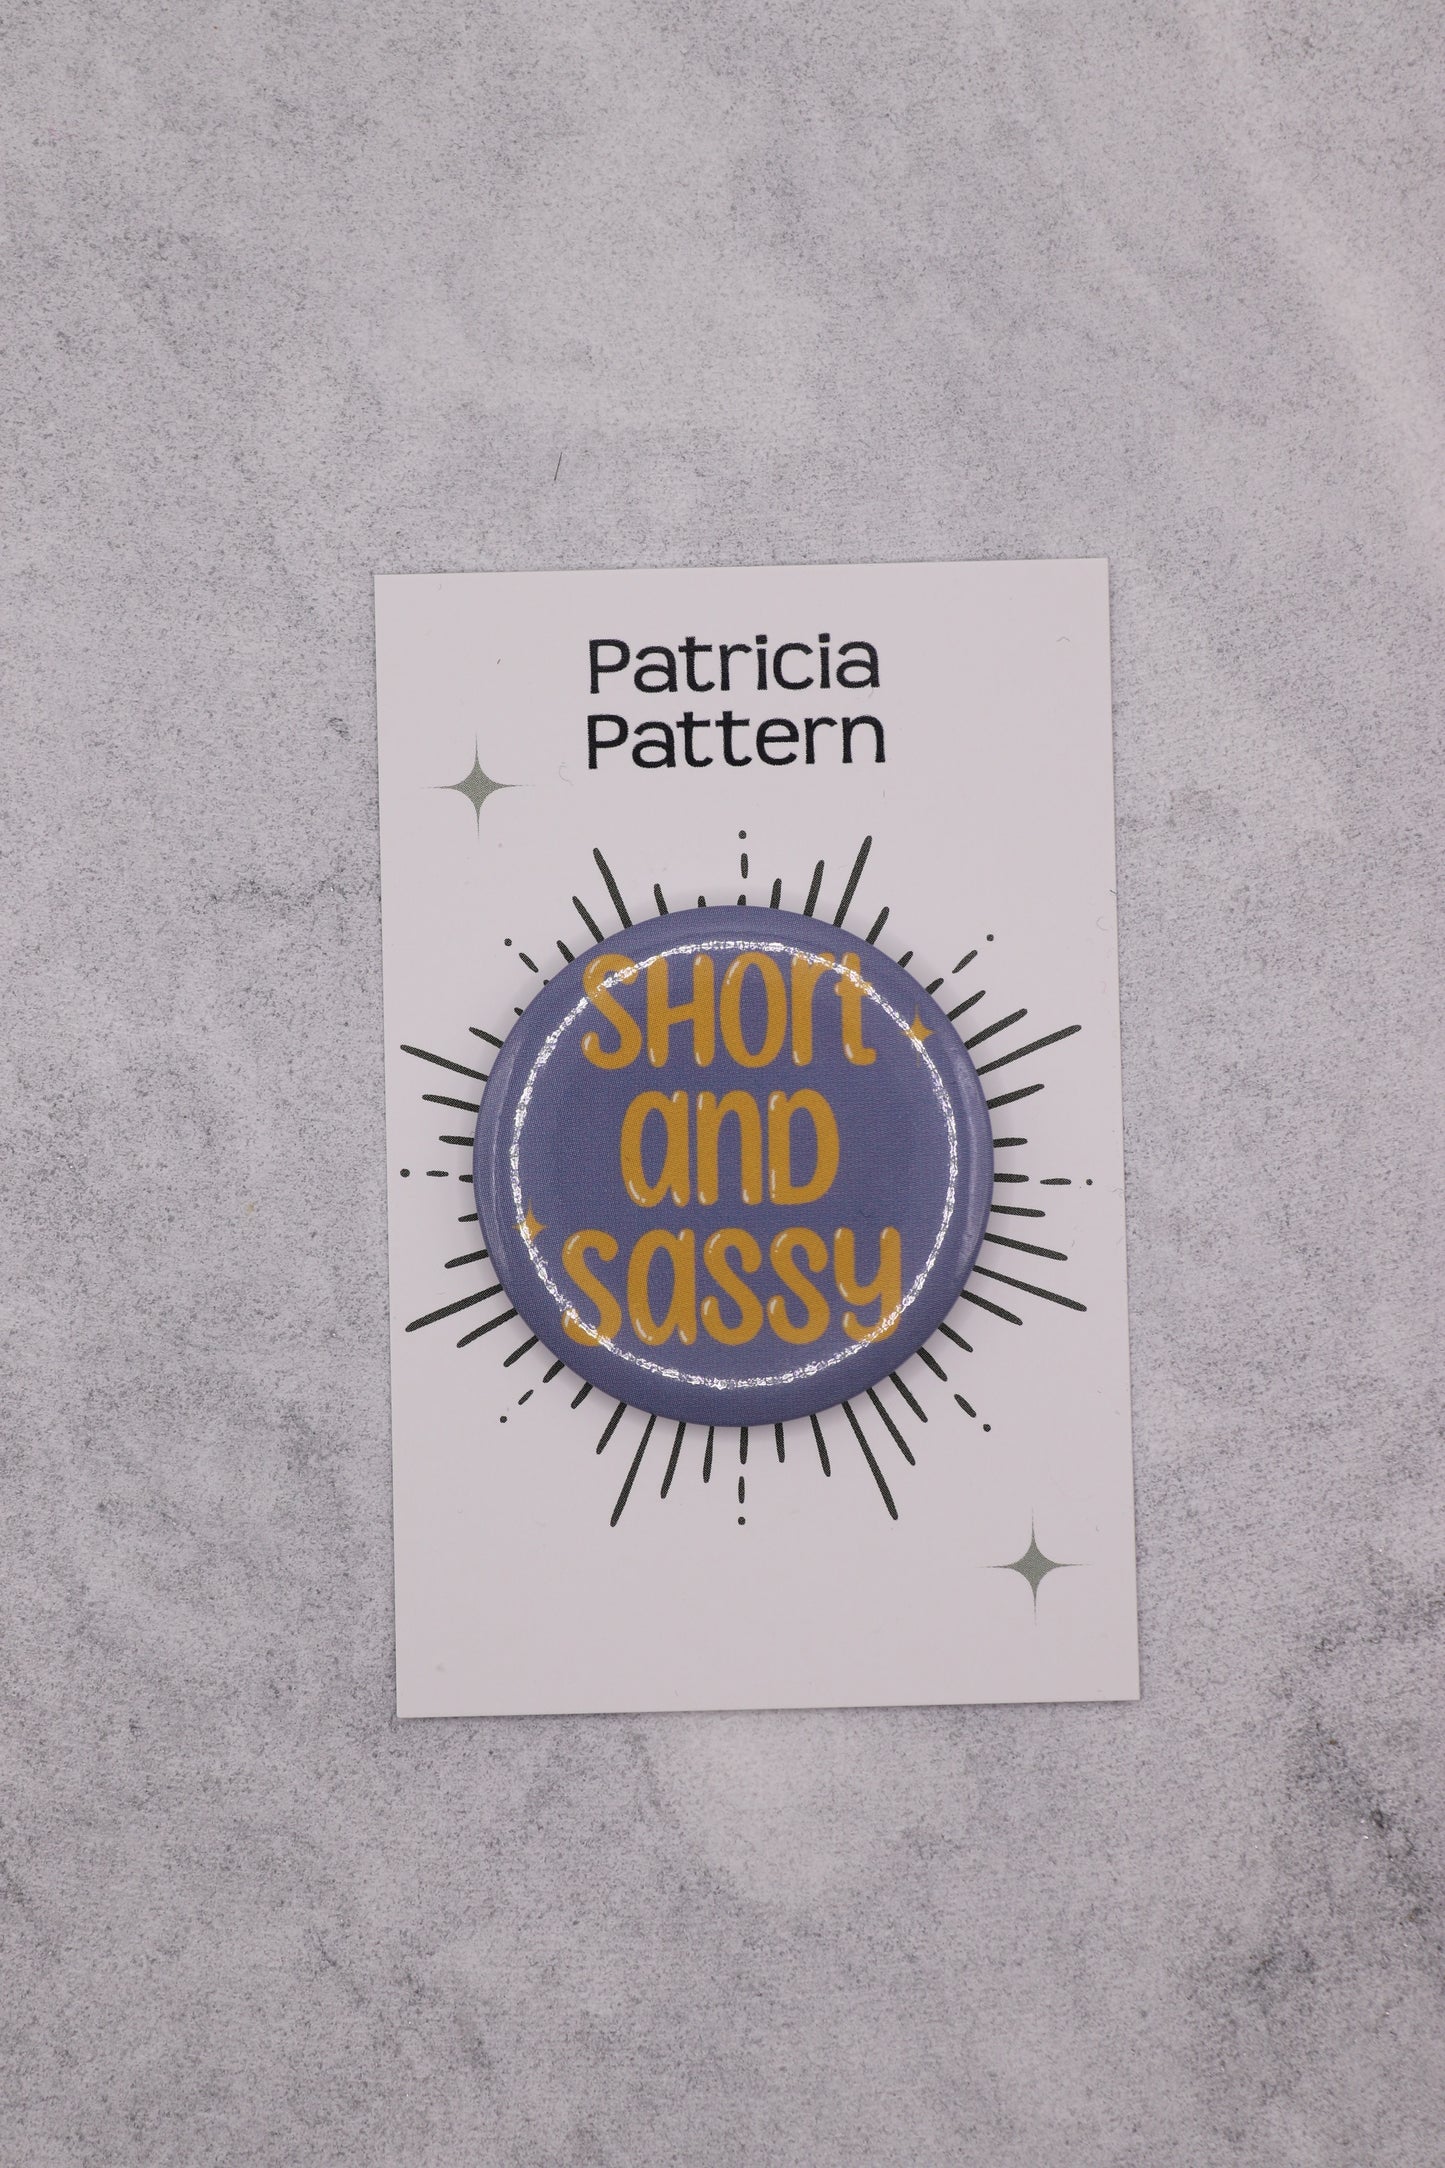 Patricia
Pattern
SHort
anD
sassy